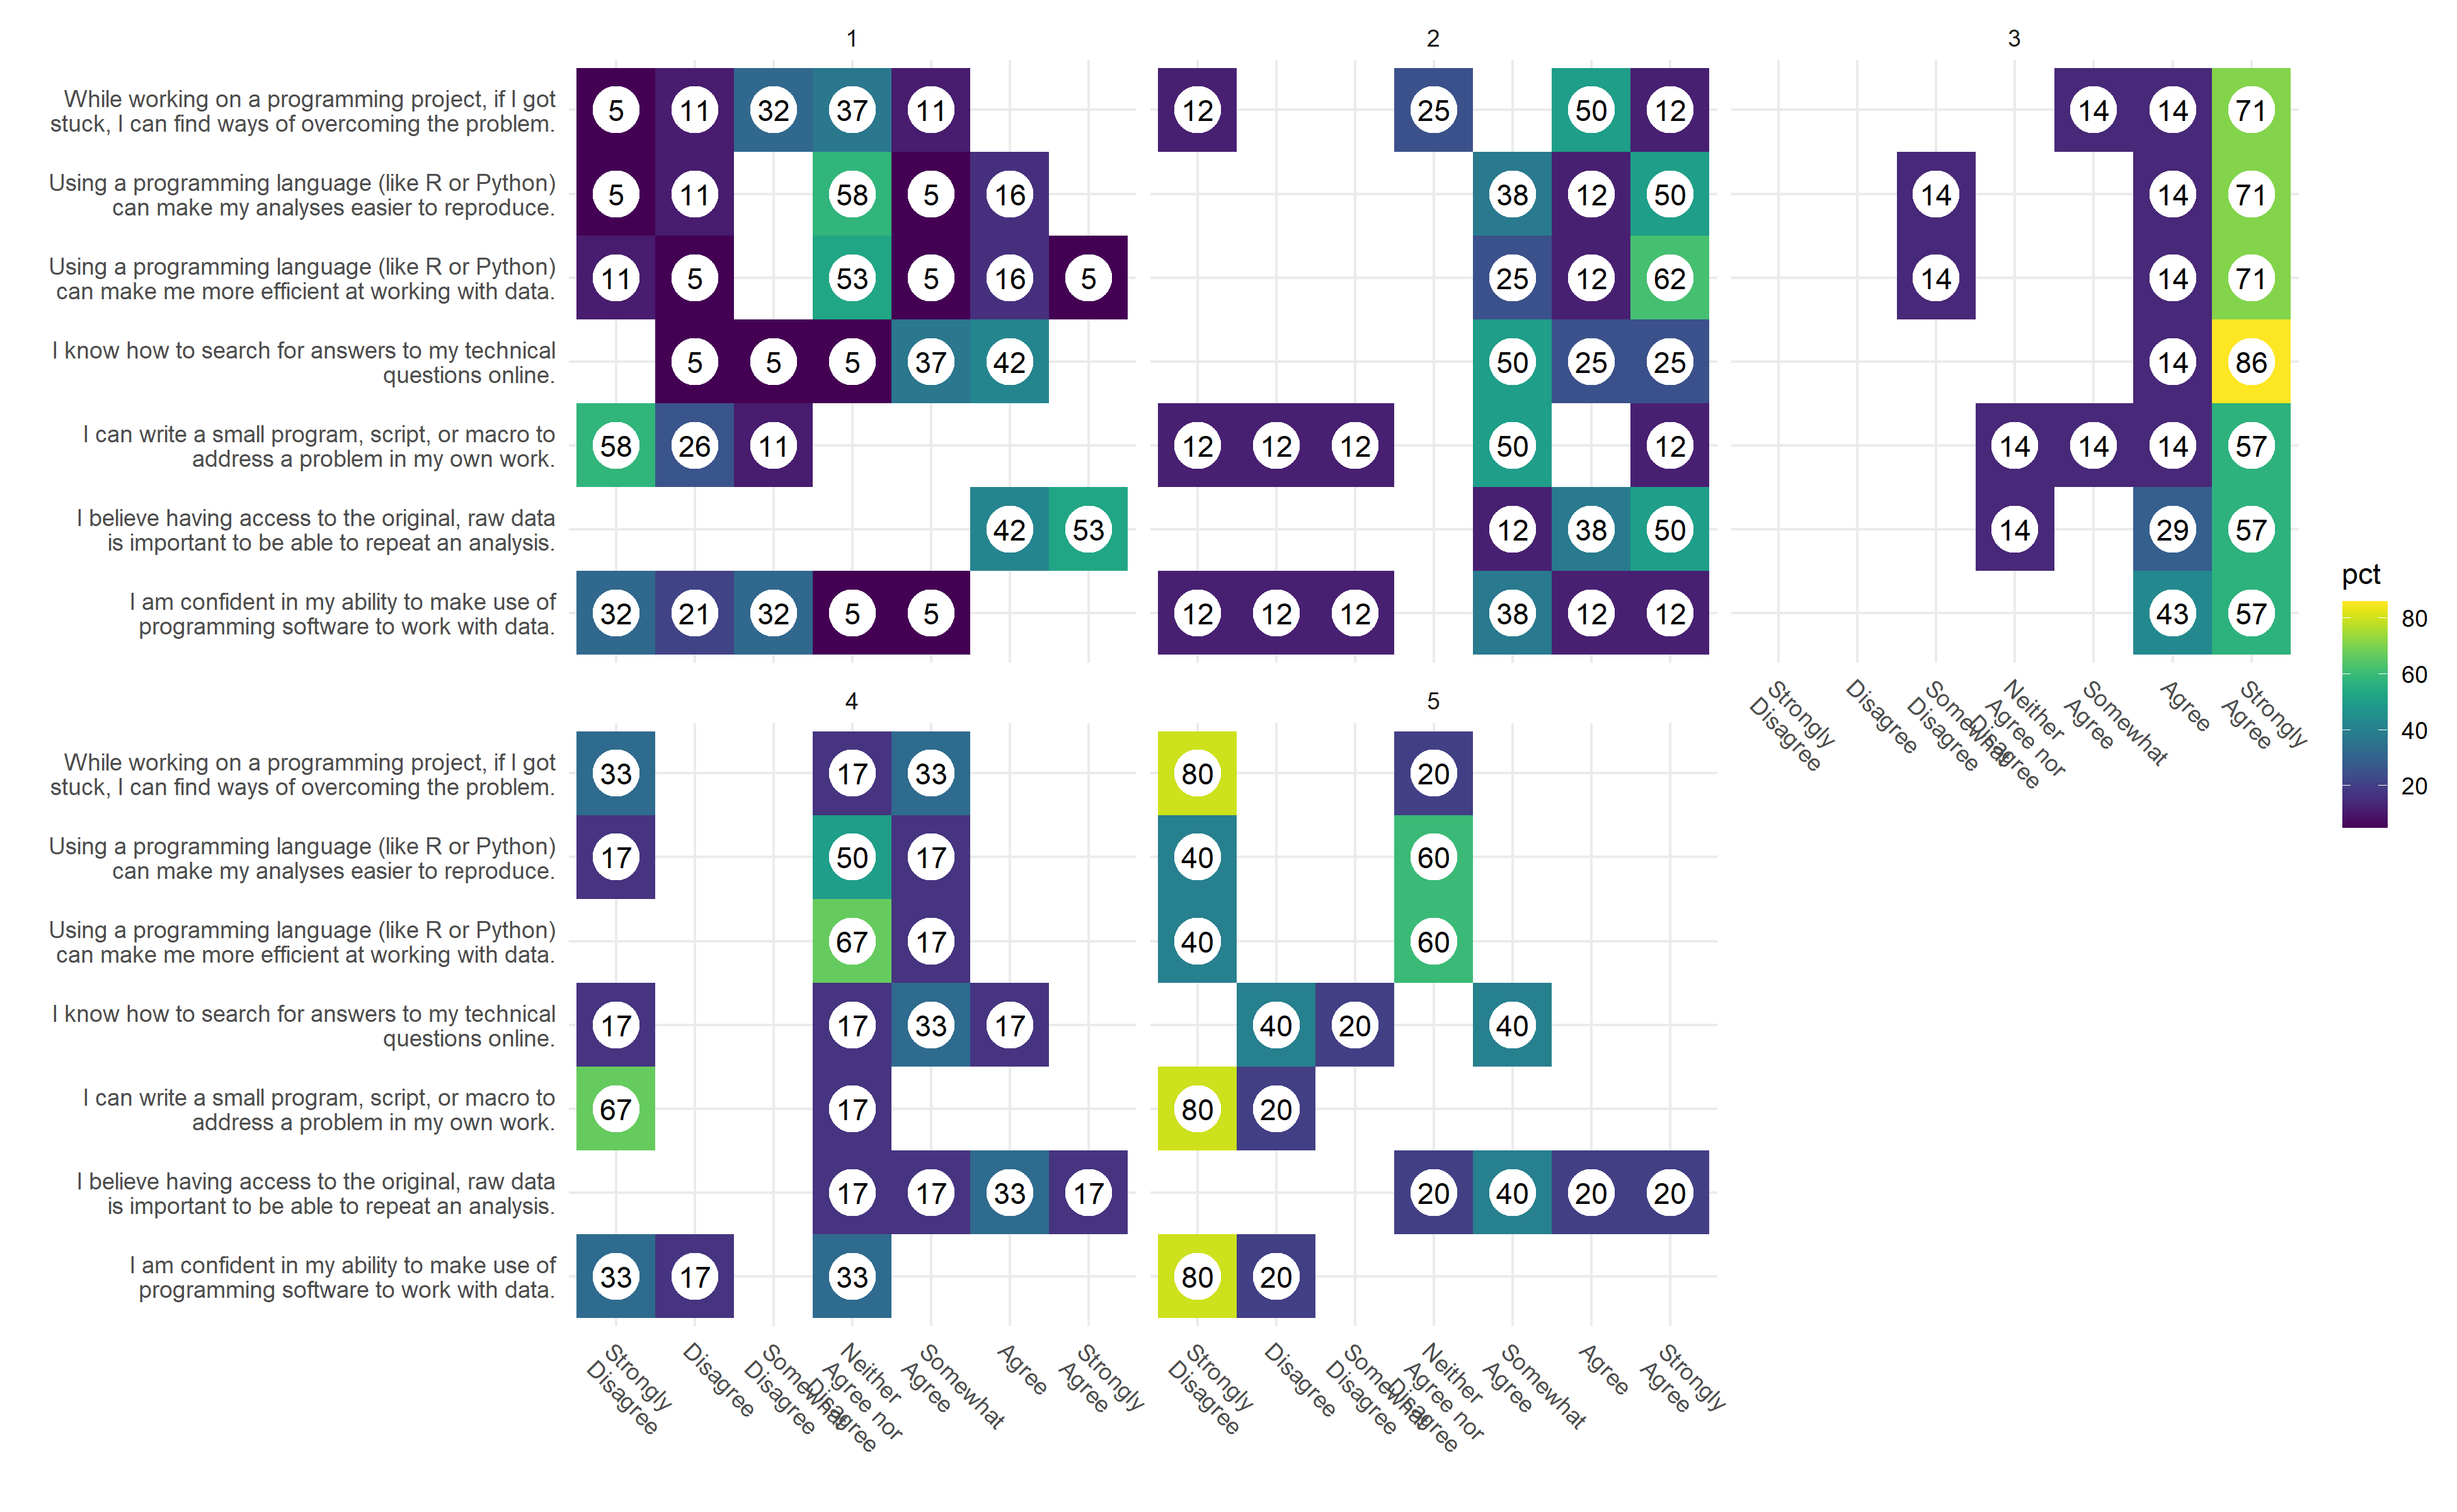 1
2
3
While working on a programming project, if I got
stuck, I can find ways of overcoming the problem.
5 11 32 37 11
12 25 50 12
14 14 71
Using a programming language (like R or Python)
can make my analyses easier to reproduce.
5 11 58 5 16
38 12 50
14 14 71
Using a programming language (like R or Python)
can make me more efficient at working with data.
11 5 53 5 16 5
25 12 62
14 14 71
I know how to search for answers to my technical
questions online.
5 5 5 37 42
50 25 25
14 86
I can write a small program, script, or macro to
address a problem in my own work.
58 26 11
12 12 12 50 12
14 14 14 57
I believe having access to the original, raw data
is important to be able to repeat an analysis.
42 53
12 38 50
14 29 57
I am confident in my ability to make use of
programming software to work with data.
32 21 32 5 5
12 12 12 38 12 12
43 57
Strongly
Disagree
Disagree
Somewhat
Disagree
Neither
Agree nor
Disagree
Somewhat
Agree
Agree
Strongly
Agree
pct
80
60
40
20
4
5
While working on a programming project, if I got
stuck, I can find ways of overcoming the problem.
33 17 33
80 20
Using a programming language (like R or Python)
can make my analyses easier to reproduce.
17 50 17
40 60
Using a programming language (like R or Python)
can make me more efficient at working with data.
67 17
40 60
I know how to search for answers to my technical
questions online.
17 17 33 17
40 20 40
I can write a small program, script, or macro to
address a problem in my own work.
67 17
80 20
I believe having access to the original, raw data
is important to be able to repeat an analysis.
17 17 33 17
20 40 20 20
I am confident in my ability to make use of
programming software to work with data.
33 17 33
80 20
Strongly
Disagree
Disagree
Somewhat
Disagree
Neither
Agree nor
Disagree
Somewhat
Agree
Agree
Strongly
Agree
Strongly
Disagree
Disagree
Somewhat
Disagree
Neither
Agree nor
Disagree
Somewhat
Agree
Agree
Strongly
Agree